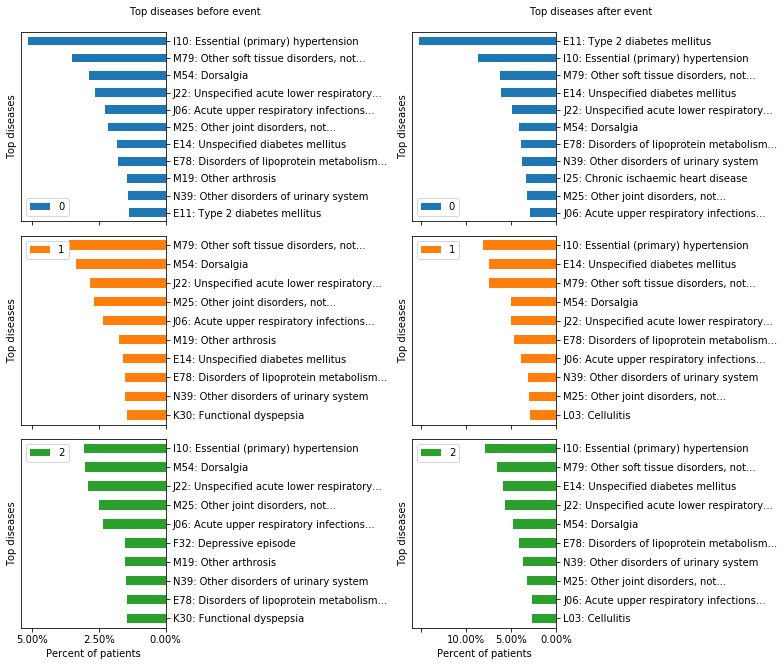 Top diseases before event
Top diseases after event
Top diseases
I10: Essential (primary) hypertension
M79: Other soft tissue disorders, not...
M54: Dorsalgia
J22: Unspecified acute lower respiratory...
J06: Acute upper respiratory infections...
M25: Other joint disorders, not...
E14: Unspecified diabetes mellitus
E78: Disorders of lipoprotein metabolism...
M19: Other arthrosis
N39: Other disorders of urinary system
E11: Type 2 diabetes mellitus
0
Top diseases
E11: Type 2 diabetes mellitus
I10: Essential (primary) hypertension
M79: Other soft tissue disorders, not...
E14: Unspecified diabetes mellitus
J22: Unspecified acute lower respiratory...
M54: Dorsalgia
E78: Disorders of lipoprotein metabolism...
N39: Other disorders of urinary system
I25: Chronic ischaemic heart disease
M25: Other joint disorders, not...
J06: Acute upper respiratory infections...
0
Top diseases
1
M79: Other soft tissue disorders, not...
M54: Dorsalgia
J22: Unspecified acute lower respiratory...
M25: Other joint disorders, not...
J06: Acute upper respiratory infections...
M19: Other arthrosis
E14: Unspecified diabetes mellitus
E78: Disorders of lipoprotein metabolism...
N39: Other disorders of urinary system
K30: Functional dyspepsia
Top diseases
1
I10: Essential (primary) hypertension
E14: Unspecified diabetes mellitus
M79: Other soft tissue disorders, not...
M54: Dorsalgia
J22: Unspecified acute lower respiratory...
E78: Disorders of lipoprotein metabolism...
J06: Acute upper respiratory infections...
N39: Other disorders of urinary system
M25: Other joint disorders, not...
L03: Cellulitis
Top diseases
2
I10: Essential (primary) hypertension
M54: Dorsalgia
J22: Unspecified acute lower respiratory...
M25: Other joint disorders, not...
J06: Acute upper respiratory infections...
F32: Depressive episode
M19: Other arthrosis
N39: Other disorders of urinary system
E78: Disorders of lipoprotein metabolism...
K30: Functional dyspepsia
5.00% 2.50% 0.00%
Percent of patients
Top diseases
2
I10: Essential (primary) hypertension
M79: Other soft tissue disorders, not...
E14: Unspecified diabetes mellitus
J22: Unspecified acute lower respiratory...
M54: Dorsalgia
E78: Disorders of lipoprotein metabolism...
N39: Other disorders of urinary system
M25: Other joint disorders, not...
J06: Acute upper respiratory infections...
L03: Cellulitis
10.00% 5.00% 0.00%
Percent of patients